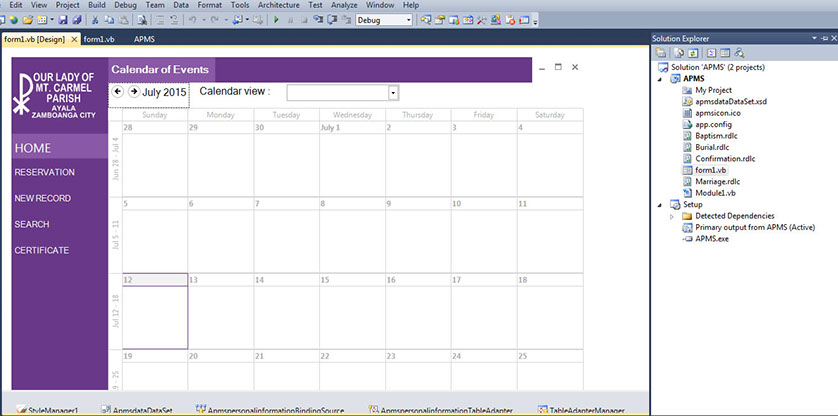 Edit View Project Build Debug Team Data Format Tools Architecture Test Analyze Window Help
Debug
form1.vb [Design] form1.vb APMS
Solution Explorer
Solution 'APMS' (2 projects)
APMS
My Project
apmsdataDataSet.xsd
apmsicon.ico
app.config
Baptism.rdlc
Burial.rdlc
Confirmation.rdlc
form1.vb
Marriage.rdlc
Module1.vb
Setup
Detected Dependencies
Primary output from APMS (Active)
APMS.exe
OUR LADY OF
MT. CARMEL
PARISH
AYALA
ZAMBOANGA CITY
HOME
RESERVATION
NEW RECORD
SEARCH
CERTIFICATE
Calendar of Events
July 2015 Calendar view :
Sunday Monday Tuesday Wednesday Thursday Friday Saturday
Jun 28 - Jul 4
28 29 30 July 1 2 3 4
Jul 5 - 11
5 6 7 8 9 10 11
Jul 12 - 18
12 13 14 15 16 17 18
9 - 25
19 20 21 22 23 24 25
StyleManager1 ApmsdataDataSet ApmspersonalinformationBindingSource ApmspersonalinformationTableAdapter TableAdapterManager